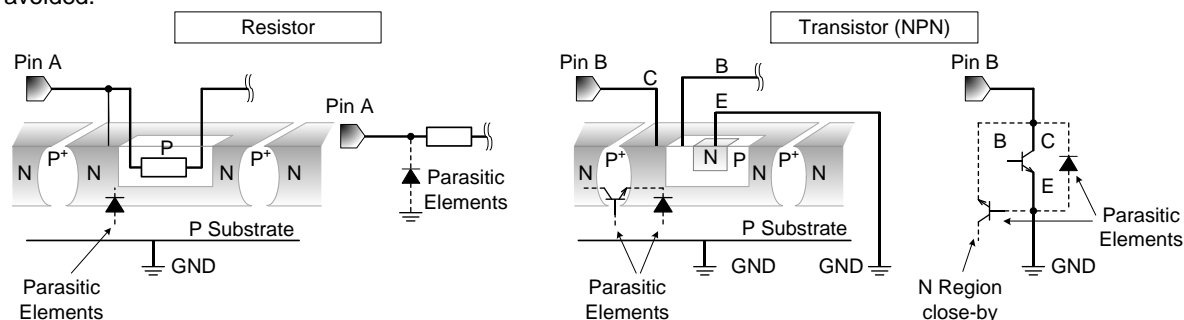 avoided.
Resistor
Transistor (NPN)
Pin A
Pin A
N
P+
N
P
N
P+
N
Parasitic
Elements
P Substrate
GND
Parasitic
Elements
Pin B
C
B
E
N
P+
N
N
P
N
P+
N
P Substrate
GND
GND
Parasitic
Elements
Pin B
B
C
E
Parasitic
Elements
GND
N Region
close-by